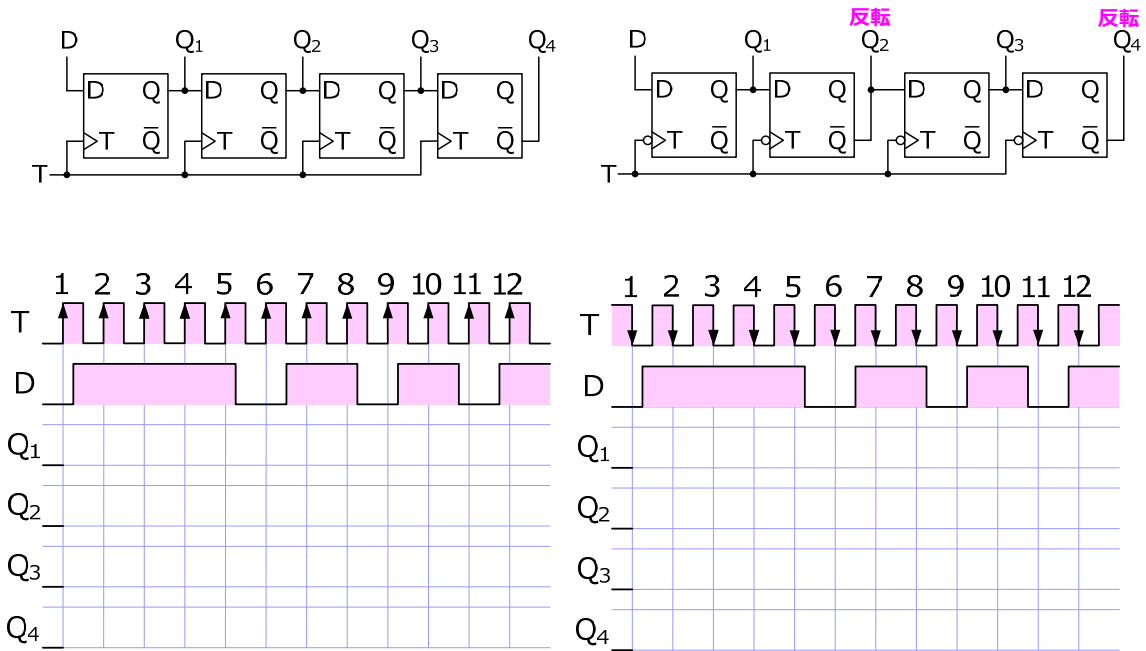 反転 反転
D Q1 Q2 Q3 Q4 D Q1 Q2 Q3 Q4
D Q D Q D Q D Q D Q D Q D Q D Q
T Q̅ T Q̅ T Q̅ T Q̅ T Q̅ T Q̅ T Q̅ T Q̅
T T
1 2 3 4 5 6 7 8 9 10 11 12 1 2 3 4 5 6 7 8 9 10 11 12
T T
D D
Q1 Q1
Q2 Q2
Q3 Q3
Q4 Q4